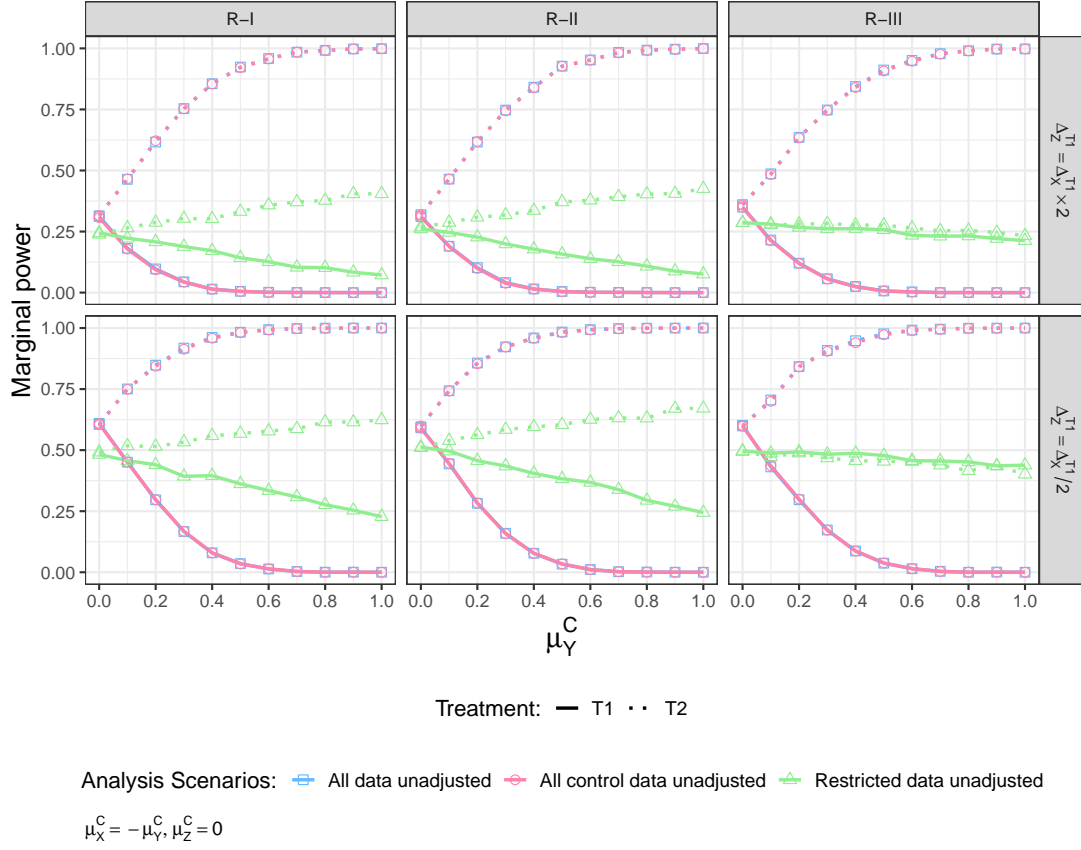 R−I R−II R−III
1.00
0.75
0.50
0.25
0.00
Δ_Z^T1 = Δ_X^T1 × 2
1.00
0.75
0.50
0.25
0.00
Δ_Z^T1 = Δ_X^T1 / 2
Marginal power
0.0 0.2 0.4 0.6 0.8 1.0 0.0 0.2 0.4 0.6 0.8 1.0 0.0 0.2 0.4 0.6 0.8 1.0
μ_Y^C
Treatment: T1 T2
Analysis Scenarios: All data unadjusted All control data unadjusted Restricted data unadjusted
μ_X^C = −μ_Y^C, μ_Z^C = 0